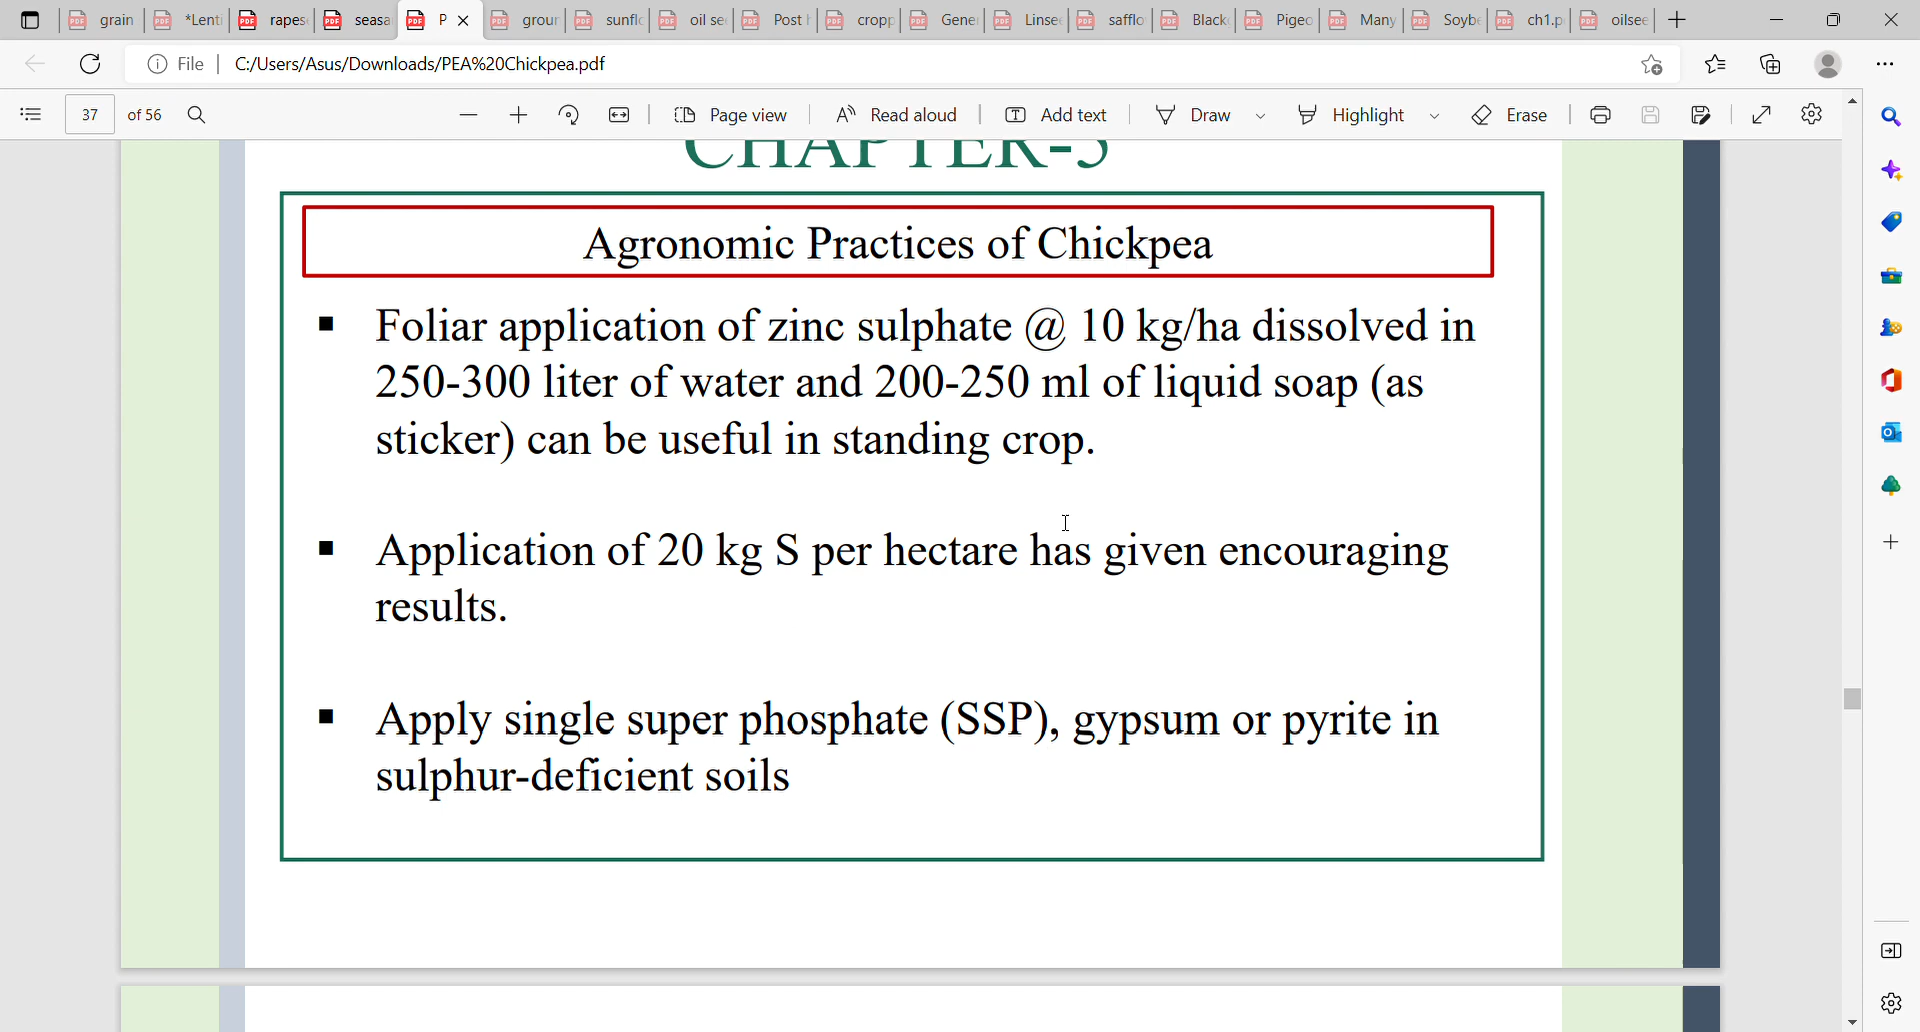 grain
*Lenti
rapes
seasa
P
grour
sunflo
oil se
Post h
cropp
Gene
Linse
safflo
Black
Pigeo
Many
Soybe
ch1.p
oilsee
File
C:/Users/Asus/Downloads/PEA%20Chickpea.pdf
37 of 56
Page view
Read aloud
Add text
Draw
Highlight
Erase
CHAPTER-5
Agronomic Practices of Chickpea
▪ Foliar application of zinc sulphate @ 10 kg/ha dissolved in
250-300 liter of water and 200-250 ml of liquid soap (as
sticker) can be useful in standing crop.
▪ Application of 20 kg S per hectare has given encouraging
results.
▪ Apply single super phosphate (SSP), gypsum or pyrite in
sulphur-deficient soils